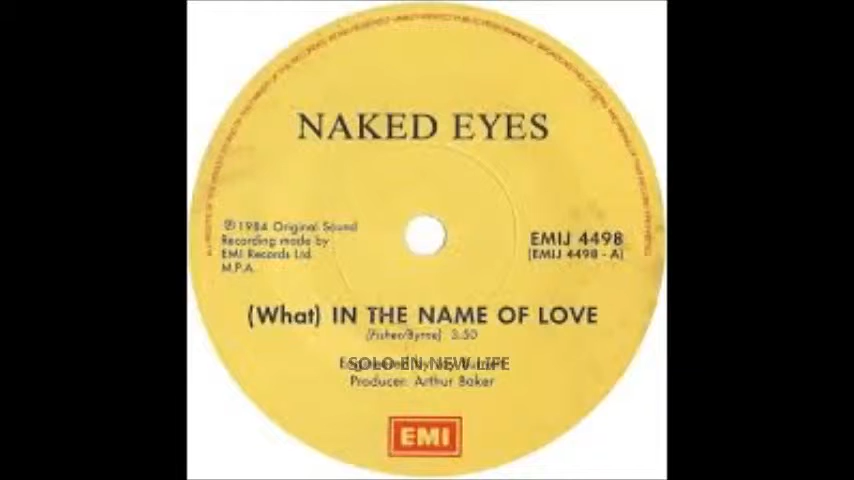 NAKED EYES
℗ 1984 Original Sound
Recording made by
EMI Records Ltd.
M.P.A.
EMIJ 4498
(EMIJ 4498 - A)
(What) IN THE NAME OF LOVE
(Fisher/Byrne) 3.50
SOLO EN NEW LIFE
Producer: Arthur Baker
EMI